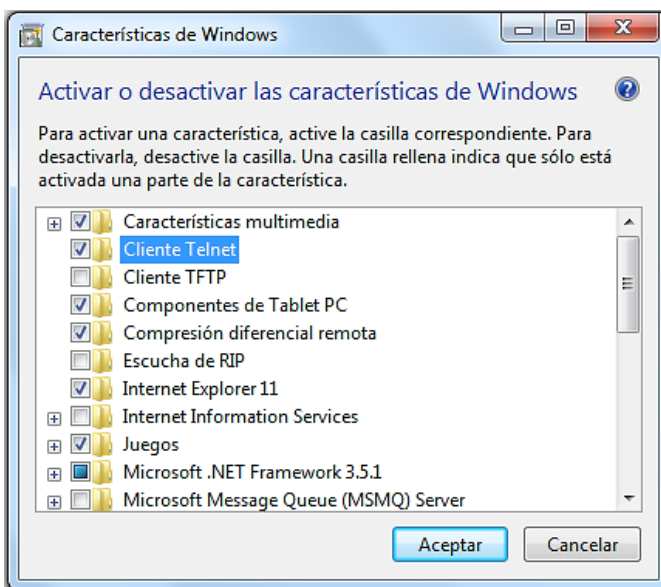 Características de Windows
Activar o desactivar las características de Windows
Para activar una característica, active la casilla correspondiente. Para
desactivarla, desactive la casilla. Una casilla rellena indica que sólo está
activada una parte de la característica.
Características multimedia
Cliente Telnet
Cliente TFTP
Componentes de Tablet PC
Compresión diferencial remota
Escucha de RIP
Internet Explorer 11
Internet Information Services
Juegos
Microsoft .NET Framework 3.5.1
Microsoft Message Queue (MSMQ) Server
Aceptar
Cancelar